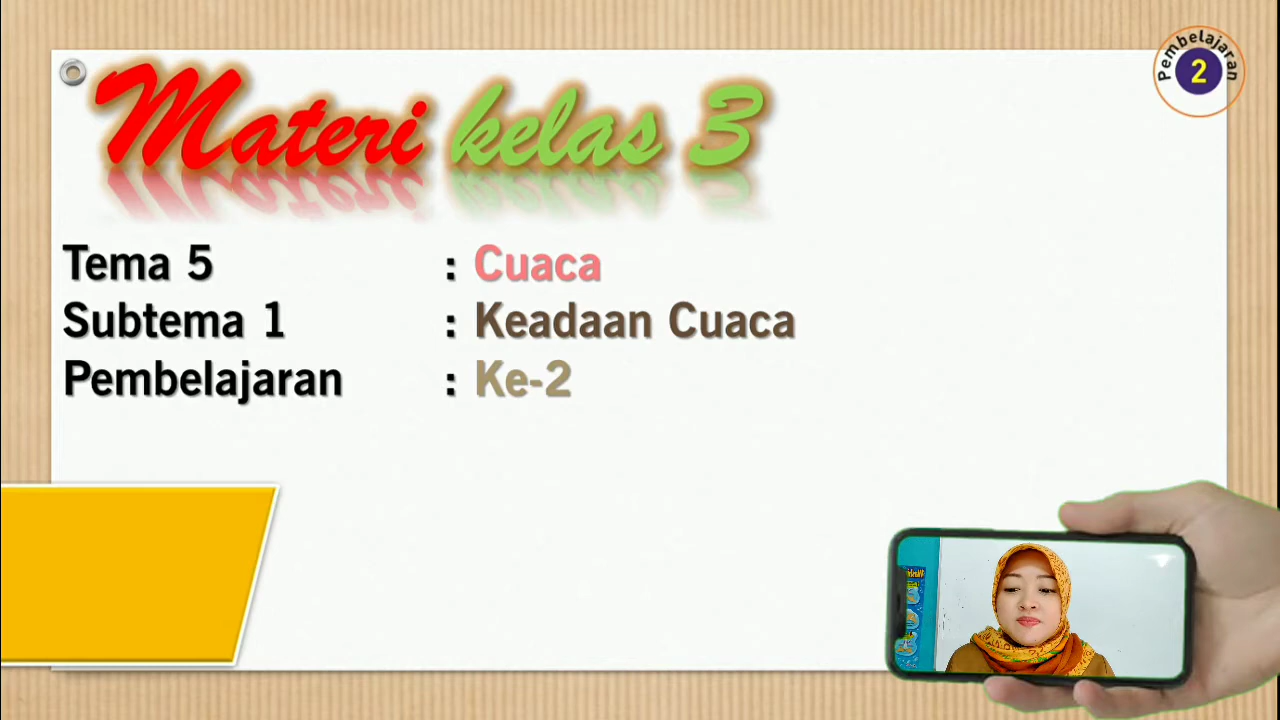 Materi kelas 3
Pembelajaran
2
Tema 5 : Cuaca
Subtema 1 : Keadaan Cuaca
Pembelajaran : Ke-2